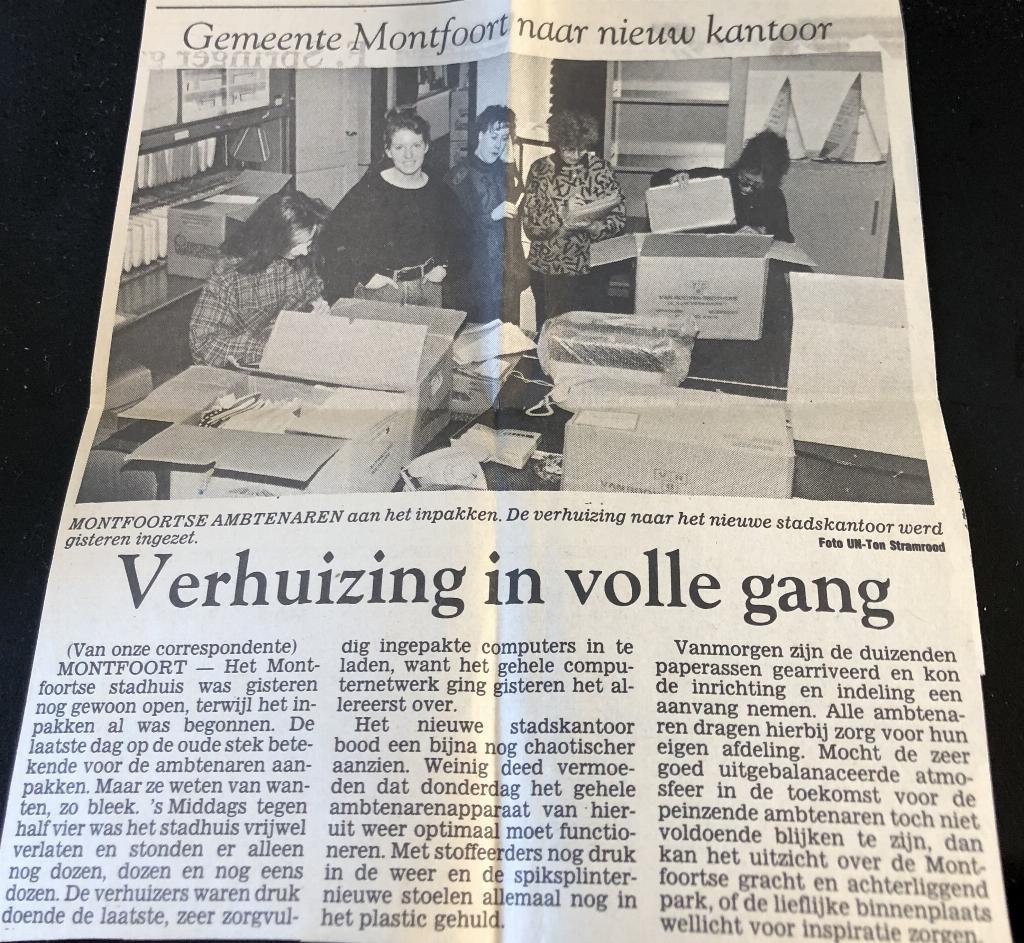 Gemeente Montfoort naar nieuw kantoor
MONTFOORTSE AMBTENAREN aan het inpakken. De verhuizing naar het nieuwe stadskantoor werd
gisteren ingezet.
Foto UN-Ton Stramrood
Verhuizing in volle gang
(Van onze correspondente)
MONTFOORT — Het Mont-
foortse stadhuis was gisteren
nog gewoon open, terwijl het in-
pakken al was begonnen. De
laatste dag op de oude stek bete-
kende voor de ambtenaren aan-
pakken. Maar ze weten van wan-
ten, zo bleek. 's Middags tegen
half vier was het stadhuis vrijwel
verlaten en stonden er alleen
nog dozen, dozen en nog eens
dozen. De verhuizers waren druk
doende de laatste, zeer zorgvul-
dig ingepakte computers in te
laden, want het gehele compu-
ternetwerk ging gisteren het al-
lereerst over.
Het nieuwe stadskantoor
bood een bijna nog chaotischer
aanzien. Weinig deed vermoe-
den dat donderdag het gehele
ambtenarenapparaat van hier-
uit weer optimaal moet functio-
neren. Met stoffeerders nog druk
in de weer en de spiksplinter-
nieuwe stoelen allemaal nog in
het plastic gehuld.
Vanmorgen zijn de duizenden
paperassen gearriveerd en kon
de inrichting en indeling een
aanvang nemen. Alle ambtena-
ren dragen hierbij zorg voor hun
eigen afdeling. Mocht de zeer
goed uitgebalanaceerde atmo-
sfeer in de toekomst voor de
peinzende ambtenaren toch niet
voldoende blijken te zijn, dan
kan het uitzicht over de Mont-
foortse gracht en achterliggend
park, of de lieflijke binnenplaats
wellicht voor inspiratie zorgen.